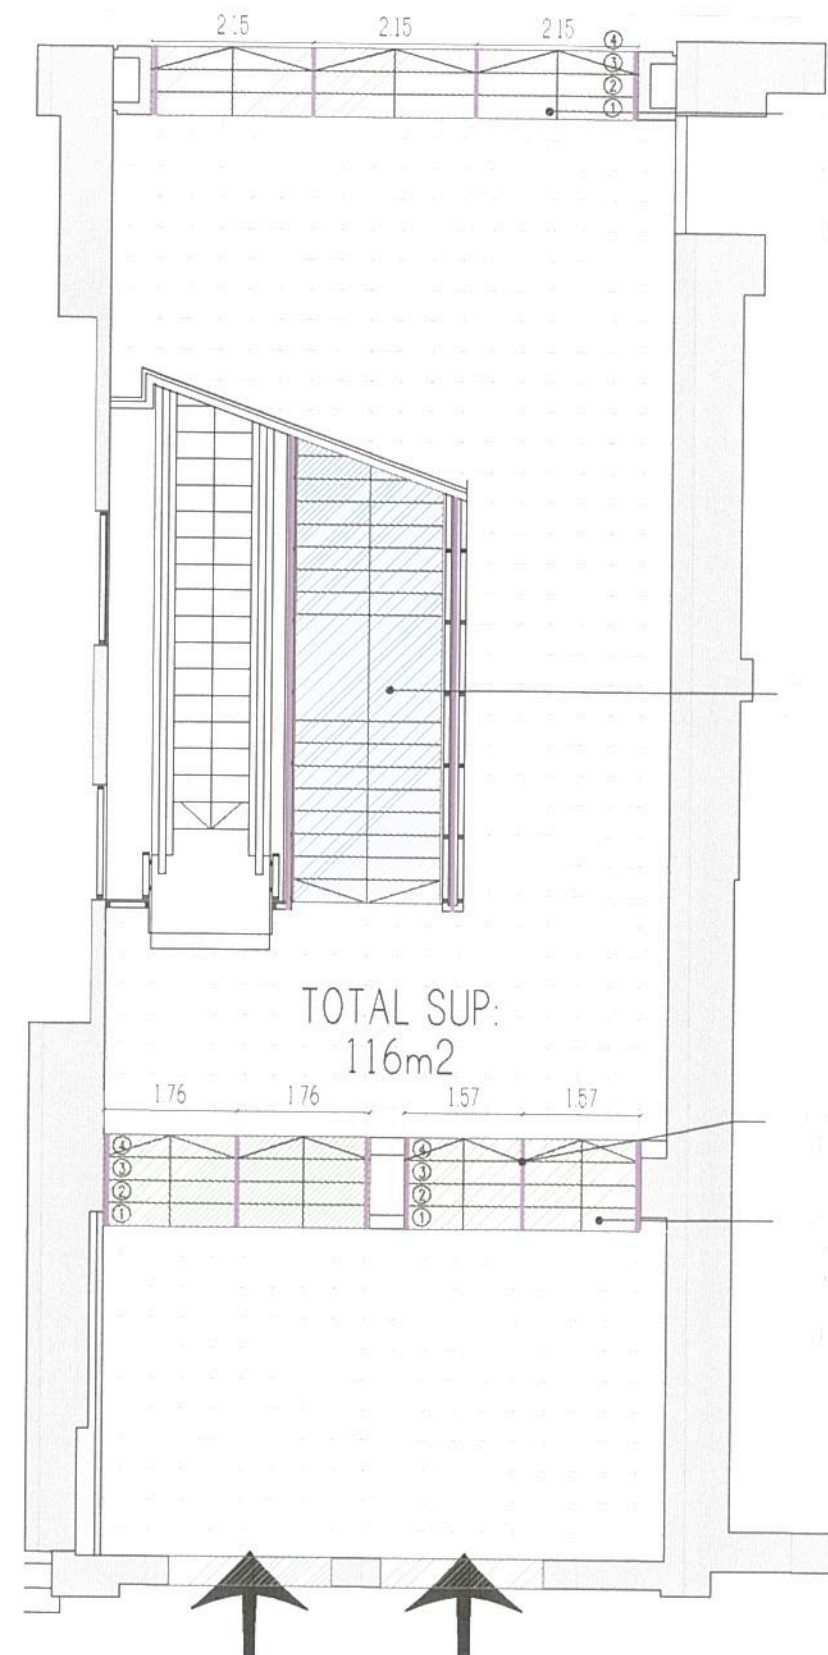 2.15 2.15 2.15
④
③
②
①
TOTAL SUP:
116m2
1.76 1.76 1.57 1.57
④ ④
③ ③
② ②
① ①